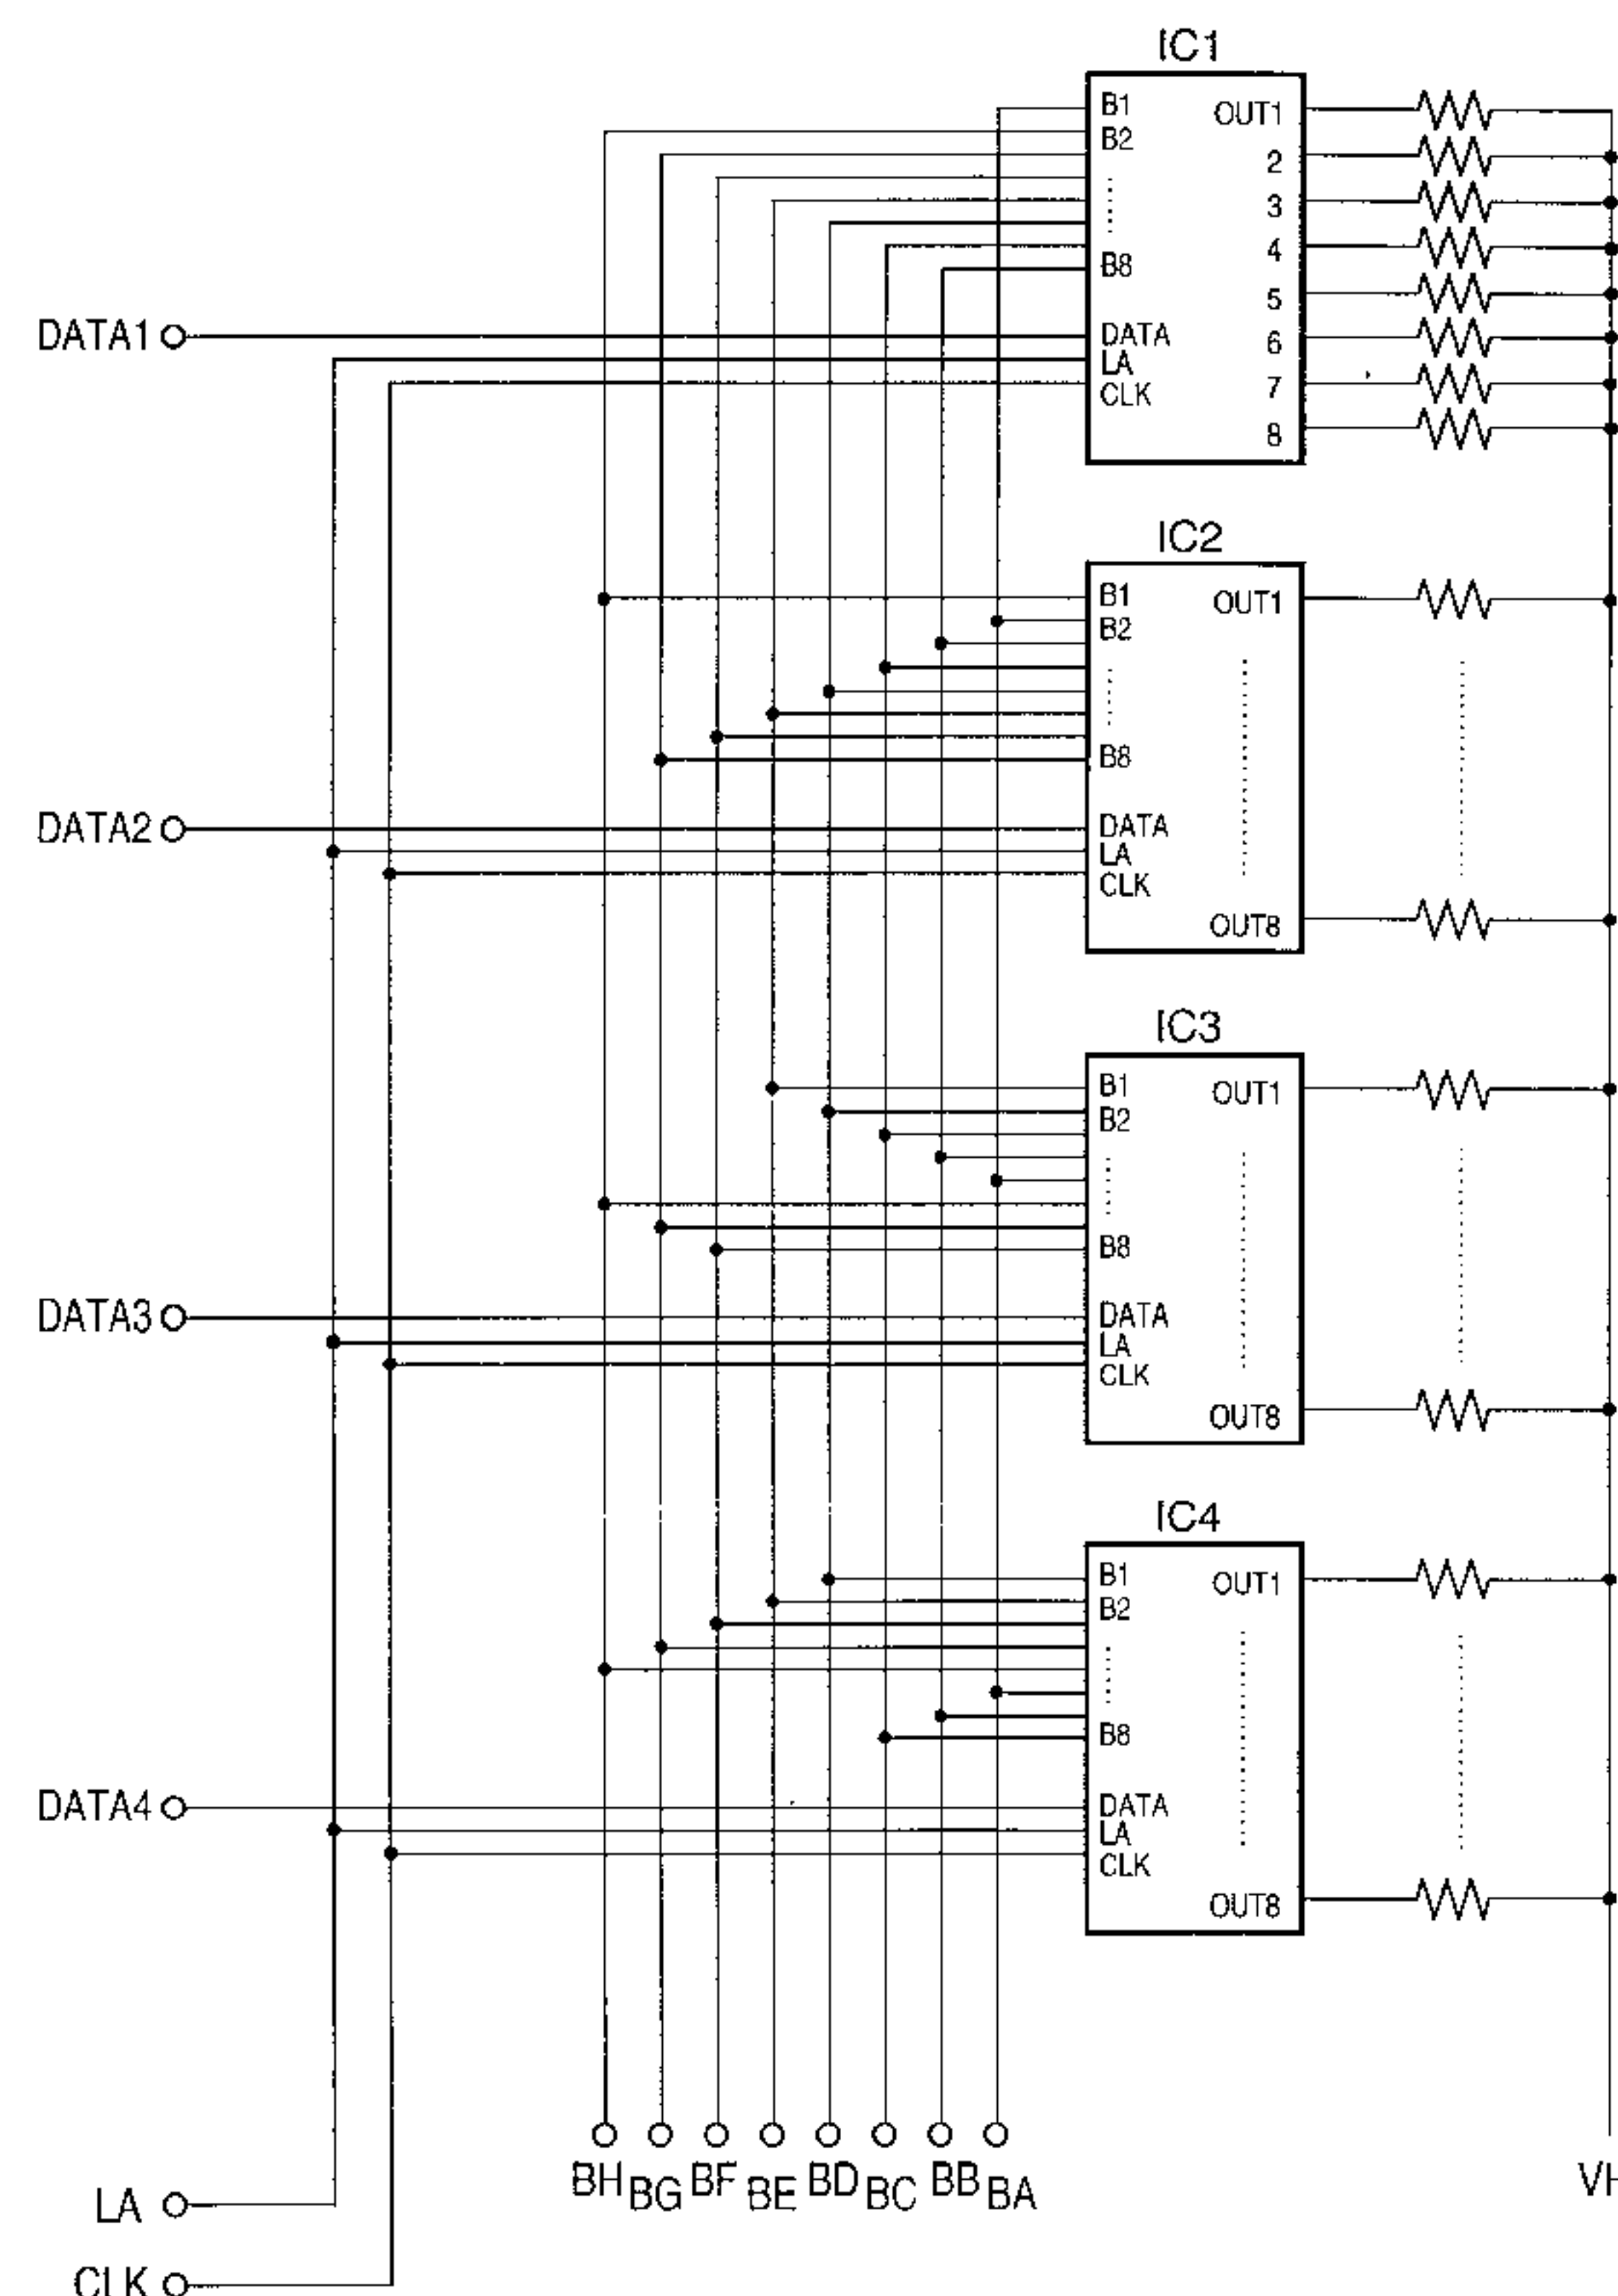 IC1
B1
OUT1
B2
2
3
4
B8
5
DATA1
DATA
6
LA
CLK
7
8
IC2
B1
OUT1
B2
B8
DATA2
DATA
LA
CLK
OUT8
IC3
B1
OUT1
B2
B8
DATA3
DATA
LA
CLK
OUT8
IC4
B1
OUT1
B2
B8
DATA4
DATA
LA
CLK
OUT8
BH BG BF BE BD BC BB BA
VH
LA
CLK